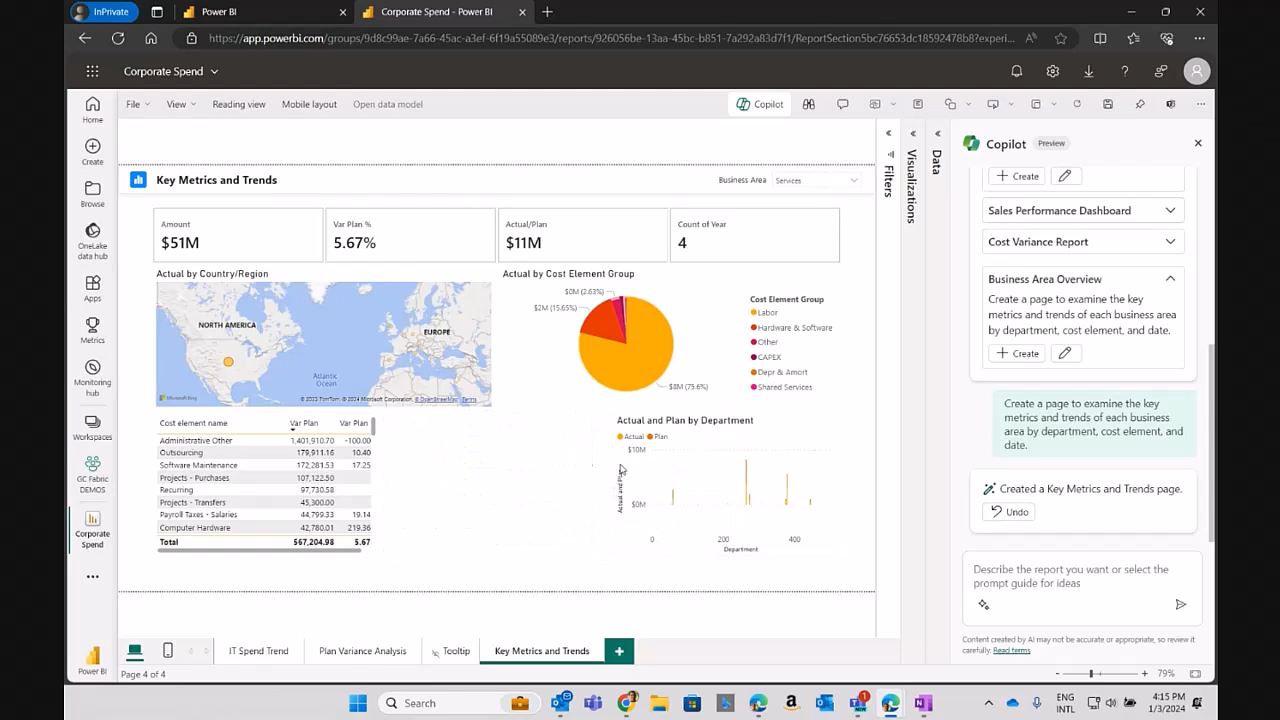 InPrivate
Power BI
Corporate Spend - Power BI
https://app.powerbi.com/groups/9d8c99ae-7a66-45ac-a3ef-6f19a55089e3/reports/926056be-13aa-45bc-b851-7a292a83d7f1/ReportSection5bc76653dc18592478b8?experi...
Corporate Spend
File View Reading view Mobile layout Open data model Copilot
Home
Create
Browse
OneLake
data hub
Apps
Metrics
Monitoring
hub
Workspaces
GC Fabric
DEMOS
Corporate
Spend
Power BI
Key Metrics and Trends
Business Area Services
Amount
$51M
Var Plan %
5.67%
Actual/Plan
$11M
Count of Year
4
Actual by Country/Region
NORTH AMERICA
EUROPE
Atlantic
Ocean
Microsoft Bing
© 2023 TomTom, © 2024 Microsoft Corporation, © OpenStreetMap Terms
Actual by Cost Element Group
$0M (2.63%)
$2M (15.65%)
$8M (75.6%)
Cost Element Group
Labor
Hardware & Software
Other
CAPEX
Depr & Amort
Shared Services
Cost element name Var Plan Var Plan
Administrative Other 1,401,910.70 -100.00
Outsourcing 179,911.16 10.40
Software Maintenance 172,281.53 17.25
Projects - Purchases 107,122.50
Recurring 97,730.58
Projects - Transfers 45,300.00
Payroll Taxes - Salaries 44,799.33 19.14
Computer Hardware 42,780.01 219.36
Total 567,204.98 5.67
Actual and Plan by Department
Actual Plan
$10M
$0M
Actual and Plan
0 200 400
Department
Filters
Visualizations
Data
Copilot Preview
Create
Sales Performance Dashboard
Cost Variance Report
Business Area Overview
Create a page to examine the key
metrics and trends of each business area
by department, cost element, and date.
Create
Create a page to examine the key
metrics and trends of each business
area by department, cost element, and
date.
Created a Key Metrics and Trends page.
Undo
Describe the report you want or select the
prompt guide for ideas
Content created by AI may not be accurate or appropriate, so review it
carefully. Read terms
IT Spend Trend
Plan Variance Analysis
Tooltip
Key Metrics and Trends
Page 4 of 4
79%
Search
ENG
INTL
4:15 PM
1/3/2024